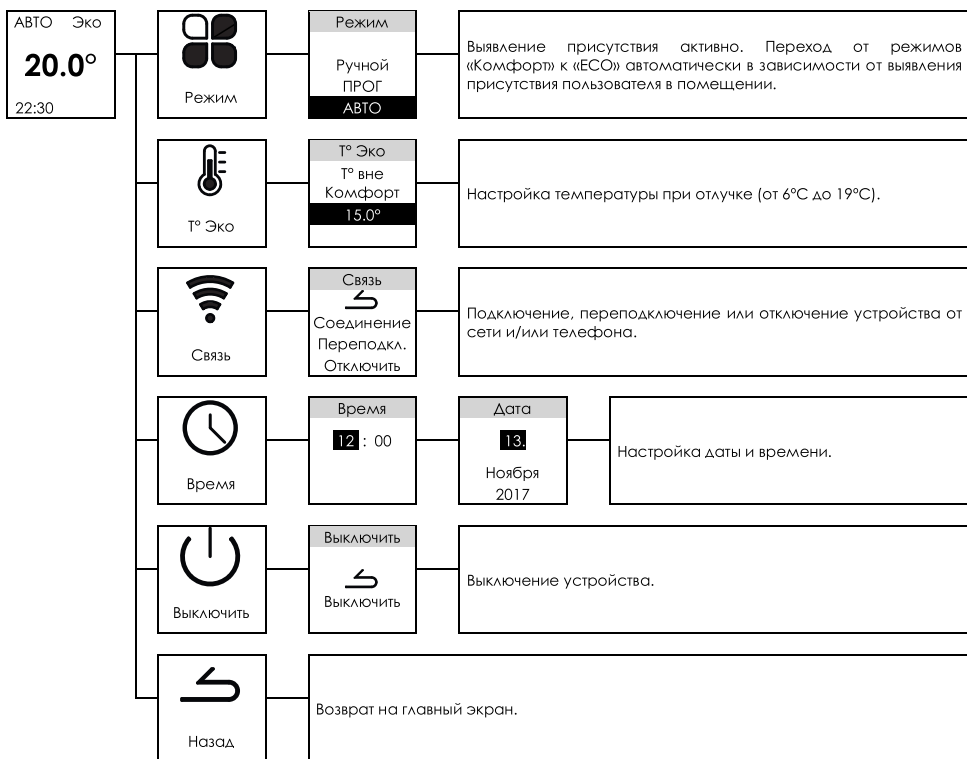 АВТО Эко
20.0°
22:30
Режим
Режим
Ручной
ПРОГ
АВТО
Выявление присутствия активно. Переход от режимов
«Комфорт» к «ECO» автоматически в зависимости от выявления
присутствия пользователя в помещении.
T° Эко
T° Эко
T° вне
Комфорт
15.0°
Настройка температуры при отлучке (от 6°C до 19°C).
Связь
Связь
Соединение
Переподкл.
Отключить
Подключение, переподключение или отключение устройства от
сети и/или телефона.
Время
Время
12 : 00
Дата
13.
Ноября
2017
Настройка даты и времени.
Выключить
Выключить
Выключить
Выключение устройства.
Назад
Возврат на главный экран.